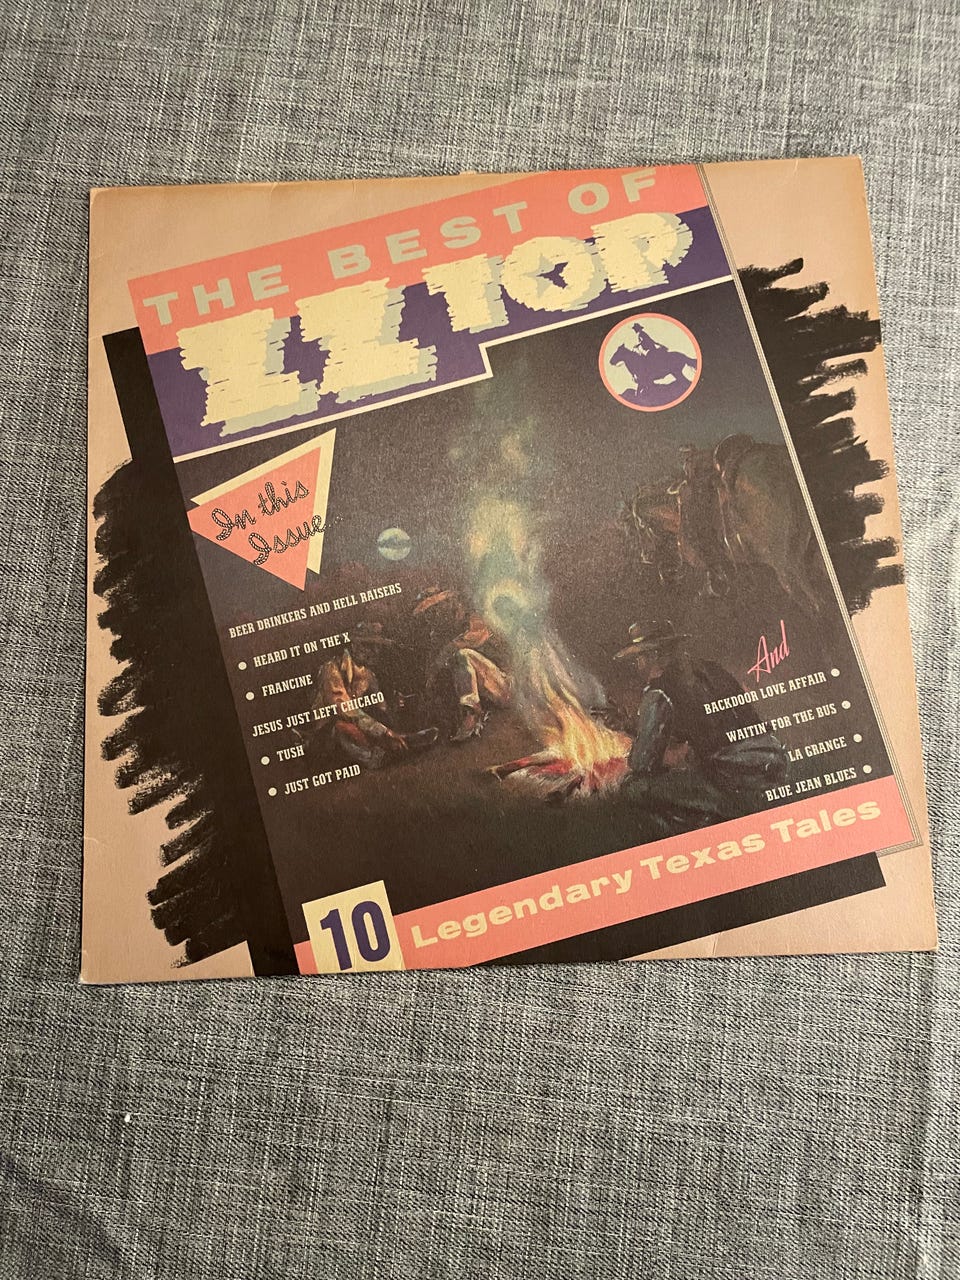 THE BEST OF
ZZ TOP
In this
Issue...
BEER DRINKERS AND HELL RAISERS
HEARD IT ON THE X
FRANCINE
JESUS JUST LEFT CHICAGO
TUSH
JUST GOT PAID
And
BACKDOOR LOVE AFFAIR
WAITIN' FOR THE BUS
LA GRANGE
BLUE JEAN BLUES
10 Legendary Texas Tales